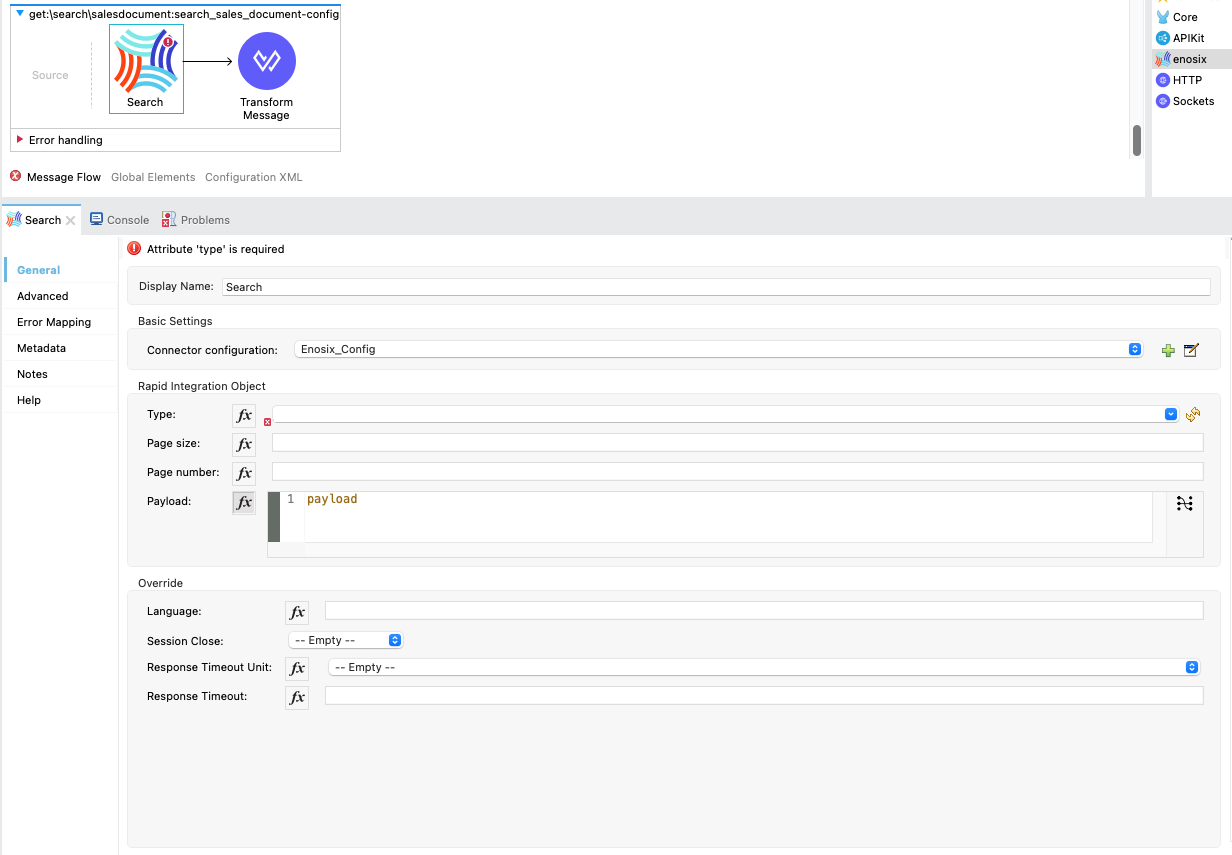 get:\search\salesdocument:search_sales_document-config
Source
Search
Transform
Message
Error handling
Message Flow Global Elements Configuration XML
Core
APIKit
enosix
HTTP
Sockets
Search Console Problems
General
Advanced
Error Mapping
Metadata
Notes
Help
Attribute 'type' is required
Display Name: Search
Basic Settings
Connector configuration: Enosix_Config
Rapid Integration Object
Type: fx
Page size: fx
Page number: fx
Payload: fx 1 payload
Override
Language: fx
Session Close: -- Empty --
Response Timeout Unit: fx -- Empty --
Response Timeout: fx